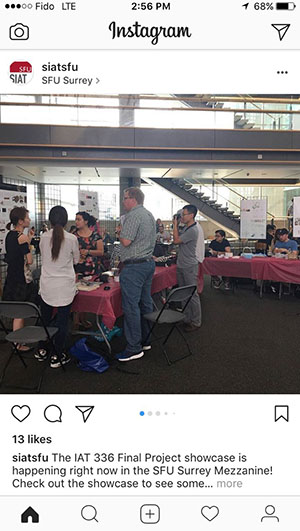 Fido LTE 2:56 PM 68%
Instagram
SFU
SIAT
siatsfu
SFU Surrey
13 likes
siatsfu The IAT 336 Final Project showcase is
happening right now in the SFU Surrey Mezzanine!
Check out the showcase to see some... more